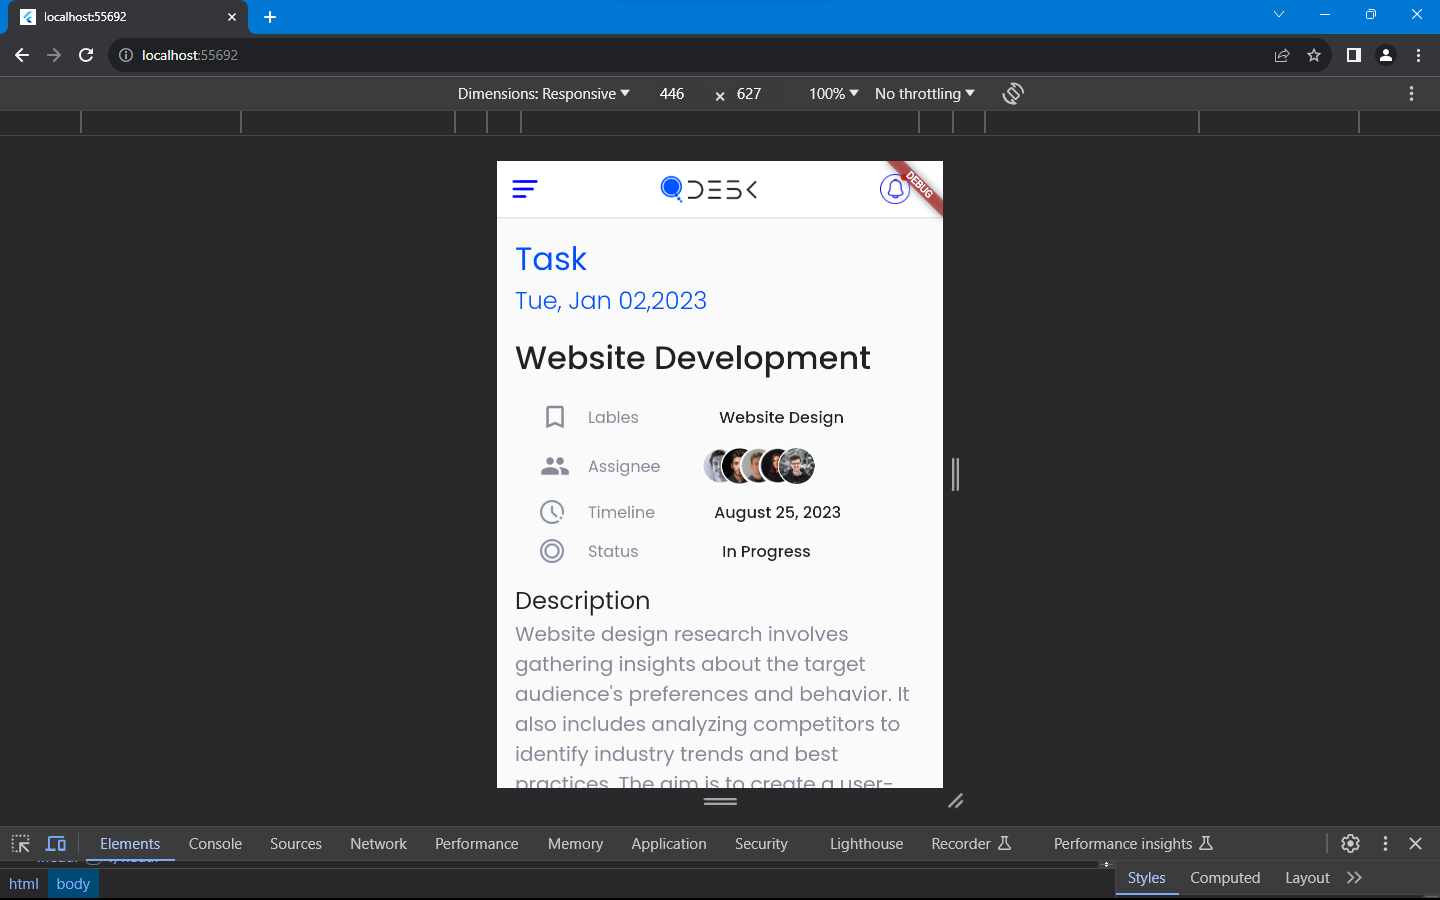 localhost:55692
localhost:55692
Dimensions: Responsive 446 × 627 100% No throttling
DESK
DEBUG
Task
Tue, Jan 02,2023
Website Development
Lables Website Design
Assignee
Timeline August 25, 2023
Status In Progress
Description
Website design research involves
gathering insights about the target
audience's preferences and behavior. It
also includes analyzing competitors to
identify industry trends and best
practices. The aim is to create a user-
Elements Console Sources Network Performance Memory Application Security Lighthouse Recorder Performance insights
html body
Styles Computed Layout